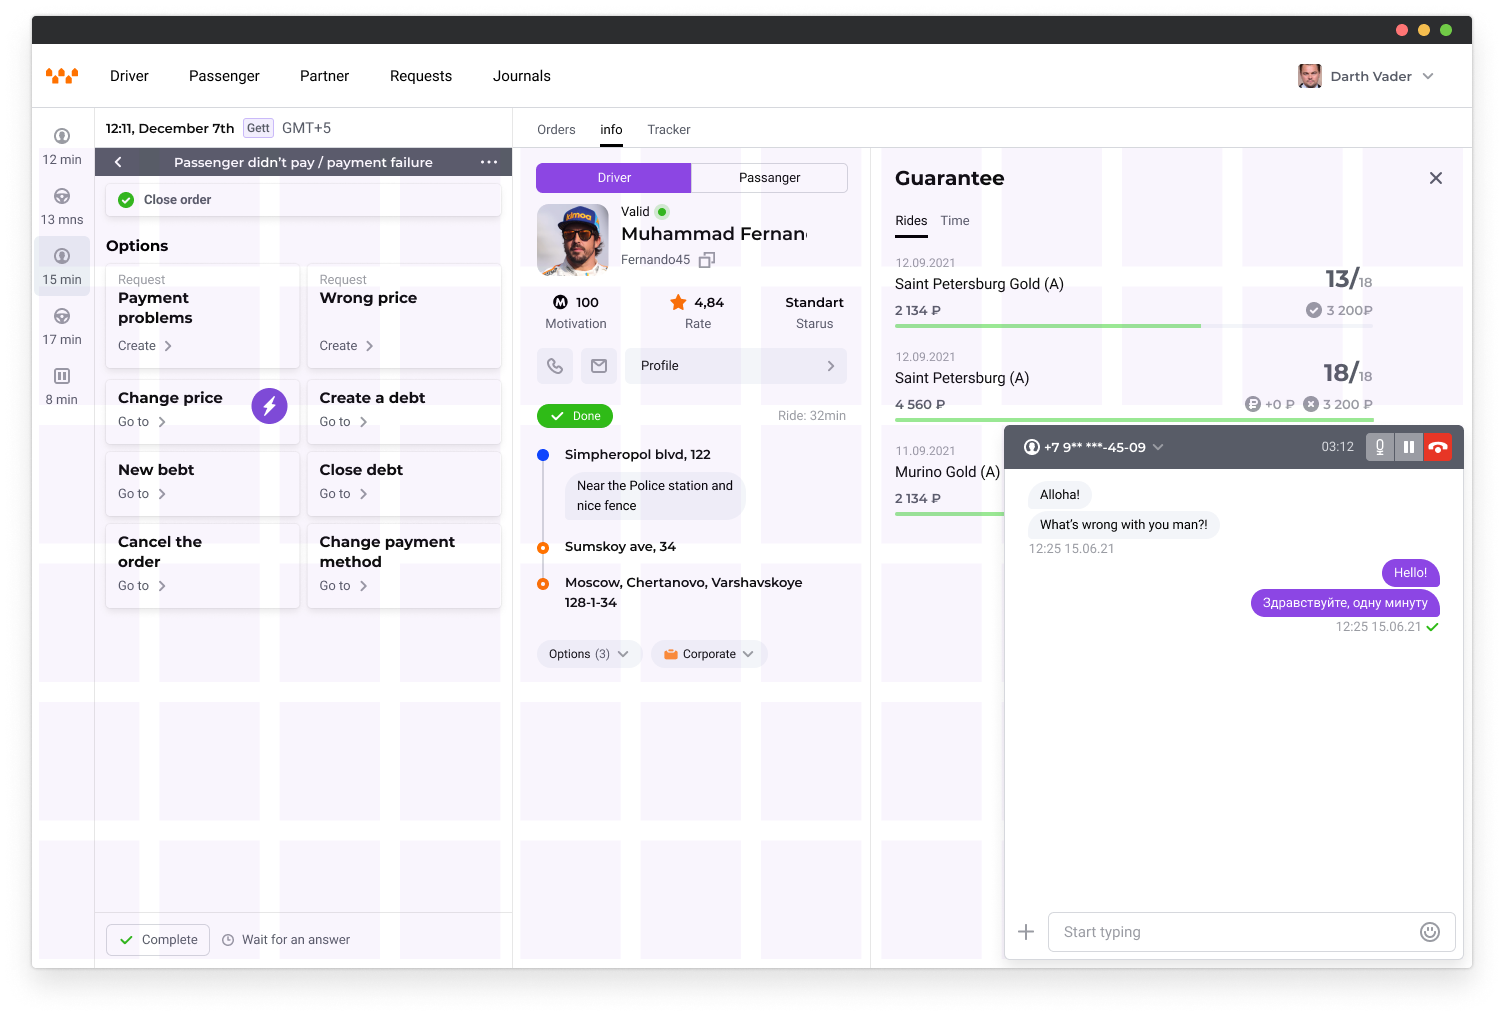 Driver
Passenger
Partner
Requests
Journals
Darth Vader
12 min
13 mns
15 min
17 min
8 min
12:11, December 7th
Gett
GMT+5
Passenger didn't pay / payment failure
Close order
Options
Request
Payment
problems
Create
Request
Wrong price
Create
Change price
Go to
Create a debt
Go to
New bebt
Go to
Close debt
Go to
Cancel the
order
Go to
Change payment
method
Go to
Complete
Wait for an answer
Orders
info
Tracker
Driver
Passanger
kimoa
Valid
Muhammad Fernan
Fernando45
100
Motivation
4,84
Rate
Standart
Starus
Profile
Done
Ride: 32min
Simpheropol blvd, 122
Near the Police station and
nice fence
Sumskoy ave, 34
Moscow, Chertanovo, Varshavskoye
128-1-34
Options (3)
Corporate
Guarantee
Rides
Time
12.09.2021
Saint Petersburg Gold (A)
13/18
2 134 ₽
3 200₽
12.09.2021
Saint Petersburg (A)
18/18
4 560 ₽
+0 ₽
3 200 ₽
11.09.2021
Murino Gold (A)
2 134 ₽
+7 9** ***-45-09
03:12
Alloha!
What's wrong with you man?!
12:25 15.06.21
Hello!
Здравствуйте, одну минуту
12:25 15.06.21
Start typing